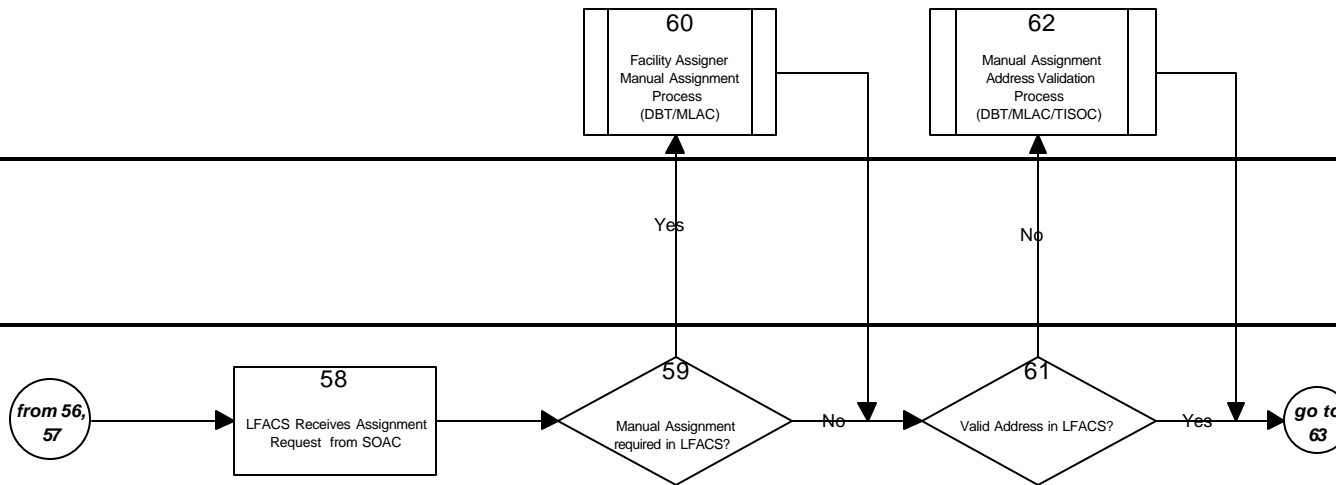 60
Facility Assigner
Manual Assignment
Process
(DBT/MLAC)
62
Manual Assignment
Address Validation
Process
(DBT/MLAC/TISOC)
Yes
No
from 56,
57
58
LFACS Receives Assignment
Request from SOAC
59
Manual Assignment
required in LFACS?
No
61
Valid Address in LFACS?
Yes
go to
63